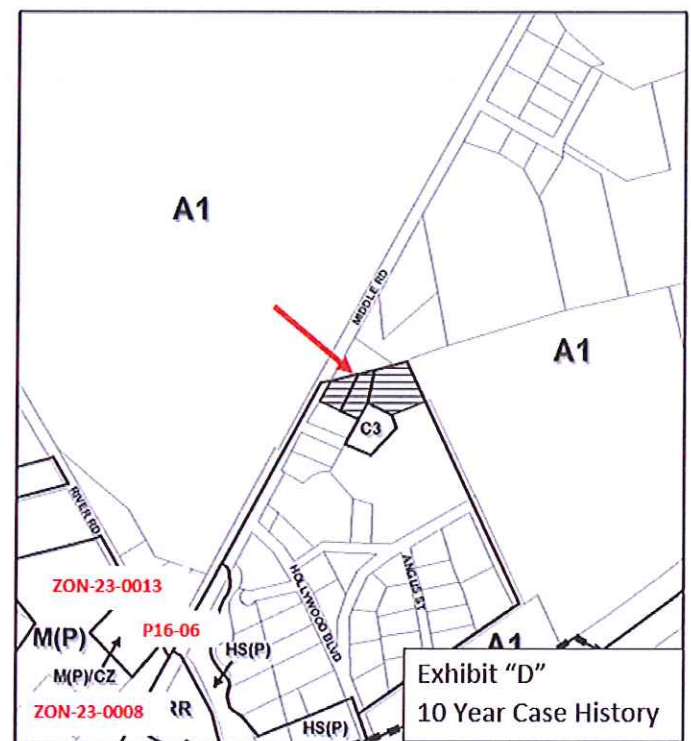 A1
MIDDLE RD
A1
C3
RIVER RD
ZON-23-0013
P16-06
HOLLYWOOD BLVD
ANGUS ST
M(P)
HS(P)
A1
M(P)/CZ
ZON-23-0008
RR
HS(P)
Exhibit “D”
10 Year Case History